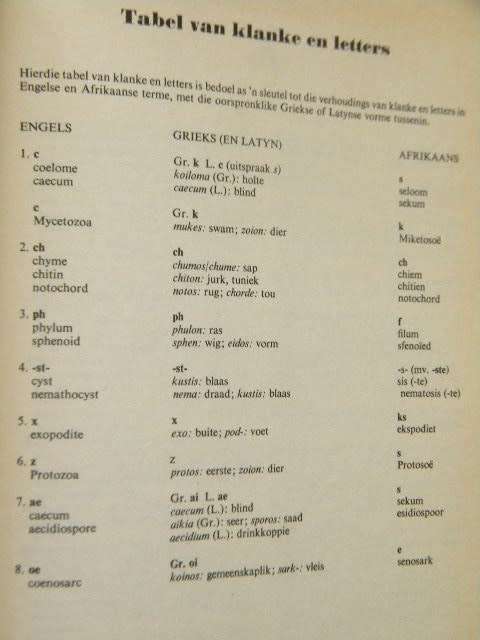 Tabel van klanke en letters
Hierdie tabel van klanke en letters is bedoel as 'n sleutel tot die verhoudings van klanke en letters in
Engelse en Afrikaanse terme, met die oorspronklike Griekse of Latynse vorme tussenin.
ENGELS GRIEKS (EN LATYN) AFRIKAANS
1. c Gr. k L. c (uitspraak s) s
coelome koiloma (Gr.): holte seloom
caecum caecum (L.): blind sekum
c Gr. k k
Mycetozoa mukes: swam; zoion: dier Miketosoë
2. ch ch ch
chyme chumos/chume: sap chiem
chitin chiton: jurk, tuniek chitien
notochord notos: rug; chorde: tou notochord
3. ph ph f
phylum phulon: ras filum
sphenoid sphen: wig; eidos: vorm sfenoïed
4. -st- -st- -s- (mv. -ste)
cyst kustis: blaas sis (-te)
nemathocyst nema: draad; kustis: blaas nematosis (-te)
5. x x ks
exopodite exo: buite; pod-: voet ekspodiet
6. z z s
Protozoa protos: eerste; zoion: dier Protosoë
7. ae Gr. ai L. ae s
caecum caecum (L.): blind sekum
aecidiospore aikia (Gr.): seer; sporos: saad esidiospoor
aecidium (L.): drinkkoppie
8. oe Gr. oi e
coenosarc koinos: gemeenskaplik; sark-: vleis senosark